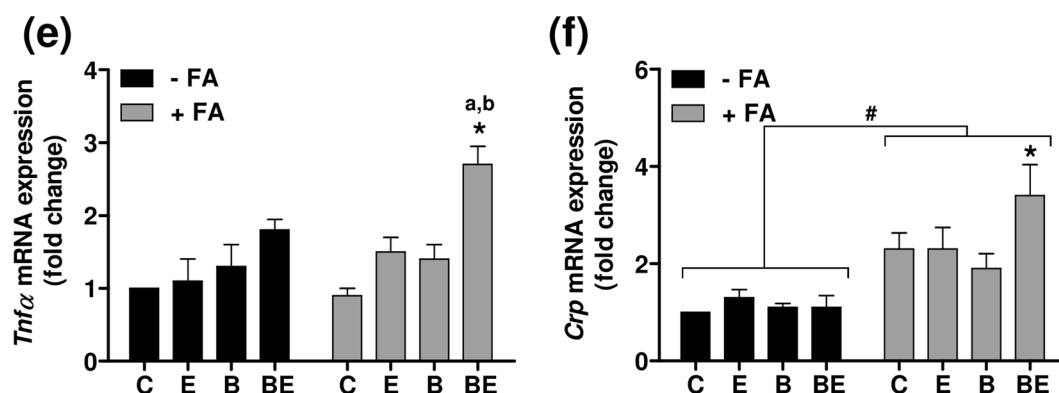 (e)
Tnfα mRNA expression
(fold change)
4
3
2
1
0
- FA
+ FA
a,b
*
C E B BE C E B BE
(f)
Crp mRNA expression
(fold change)
6
4
2
0
- FA
+ FA
#
*
C E B BE C E B BE